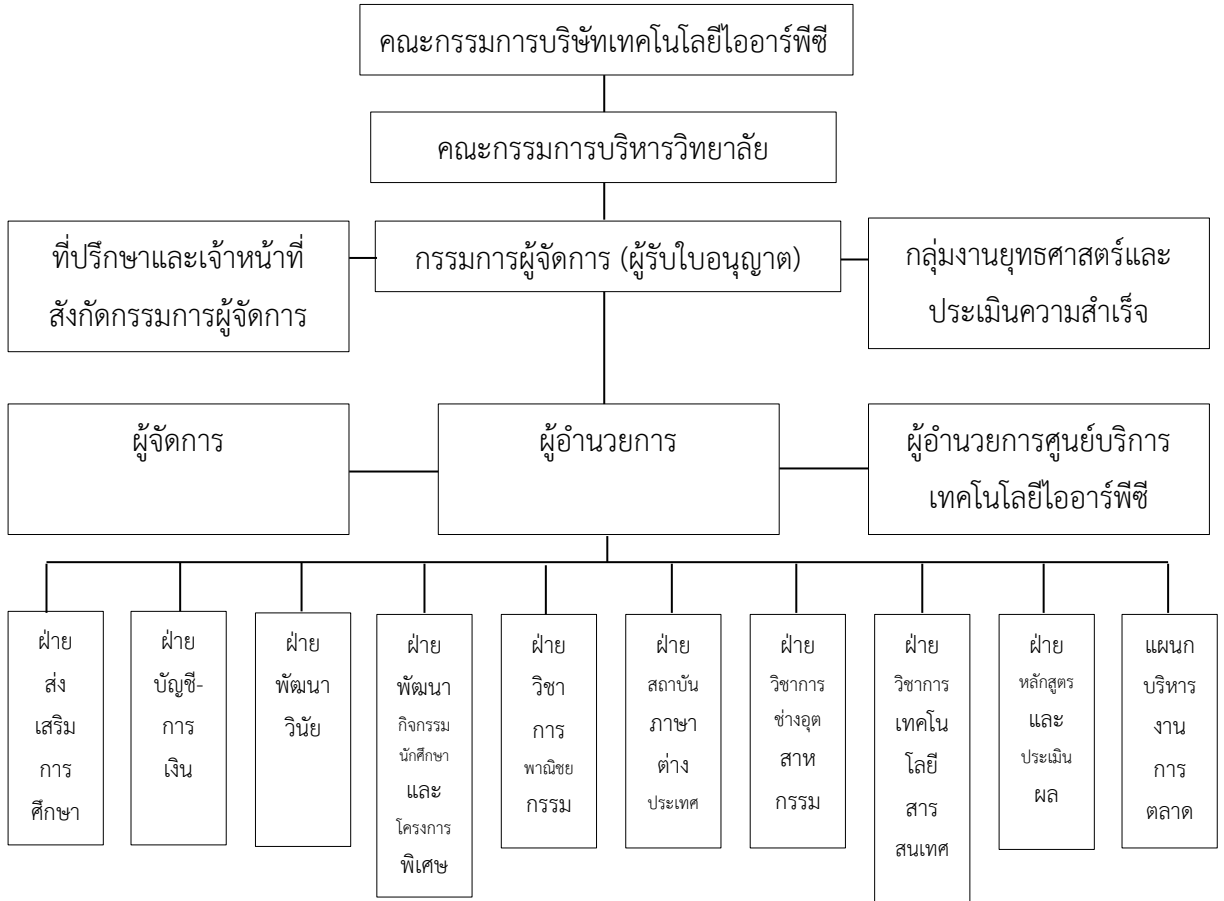 คณะกรรมการบริษัทเทคโนโลยีไออาร์พีซี
คณะกรรมการบริหารวิทยาลัย
ที่ปรึกษาและเจ้าหน้าที่
สังกัดกรรมการผู้จัดการ
กรรมการผู้จัดการ (ผู้รับใบอนุญาต)
กลุ่มงานยุทธศาสตร์และ
ประเมินความสำเร็จ
ผู้จัดการ
ผู้อำนวยการ
ผู้อำนวยการศูนย์บริการ
เทคโนโลยีไออาร์พีซี
ฝ่าย
ส่ง
เสริม
การ
ศึกษา
ฝ่าย
บัญชี-
การ
เงิน
ฝ่าย
พัฒนา
วินัย
ฝ่าย
พัฒนา
กิจกรรม
นักศึกษา
และ
โครงการ
พิเศษ
ฝ่าย
วิชา
การ
พาณิชย
กรรม
ฝ่าย
สถาบัน
ภาษา
ต่าง
ประเทศ
ฝ่าย
วิชาการ
ช่างอุต
สาห
กรรม
ฝ่าย
วิชาการ
เทคโน
โลยี
สาร
สนเทศ
ฝ่าย
หลักสูตร
และ
ประเมิน
ผล
แผนก
บริหาร
งาน
การ
ตลาด